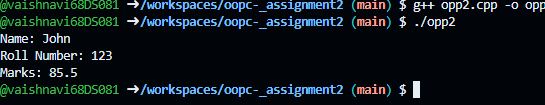 @vaishnavi68DS081 ➜/workspaces/oopc-_assignment2 (main) $ g++ opp2.cpp -o opp
@vaishnavi68DS081 ➜/workspaces/oopc-_assignment2 (main) $ ./opp2
Name: John
Roll Number: 123
Marks: 85.5
@vaishnavi68DS081 ➜/workspaces/oopc-_assignment2 (main) $